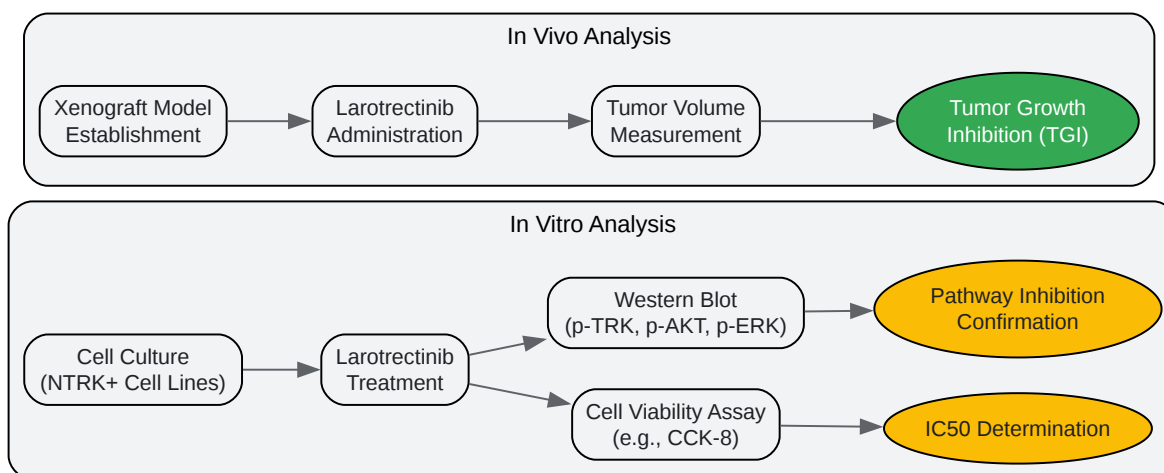 In Vivo Analysis
Xenograft Model
Establishment
Larotrectinib
Administration
Tumor Volume
Measurement
Tumor Growth
Inhibition (TGI)
In Vitro Analysis
Cell Culture
(NTRK+ Cell Lines)
Larotrectinib
Treatment
Western Blot
(p-TRK, p-AKT, p-ERK)
Pathway Inhibition
Confirmation
Cell Viability Assay
(e.g., CCK-8)
IC50 Determination